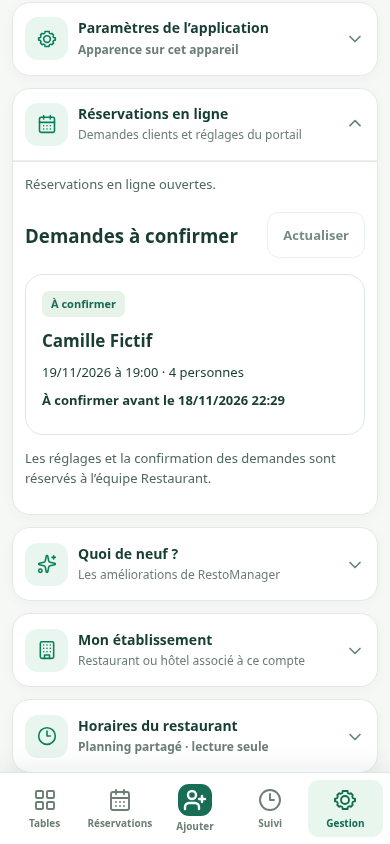 Paramètres de l’application
Apparence sur cet appareil
Réservations en ligne
Demandes clients et réglages du portail
Réservations en ligne ouvertes.
Demandes à confirmer
Actualiser
À confirmer
Camille Fictif
19/11/2026 à 19:00 · 4 personnes
À confirmer avant le 18/11/2026 22:29
Les réglages et la confirmation des demandes sont
réservés à l’équipe Restaurant.
Quoi de neuf ?
Les améliorations de RestoManager
Mon établissement
Restaurant ou hôtel associé à ce compte
Horaires du restaurant
Planning partagé · lecture seule
Tables
Réservations
Ajouter
Suivi
Gestion